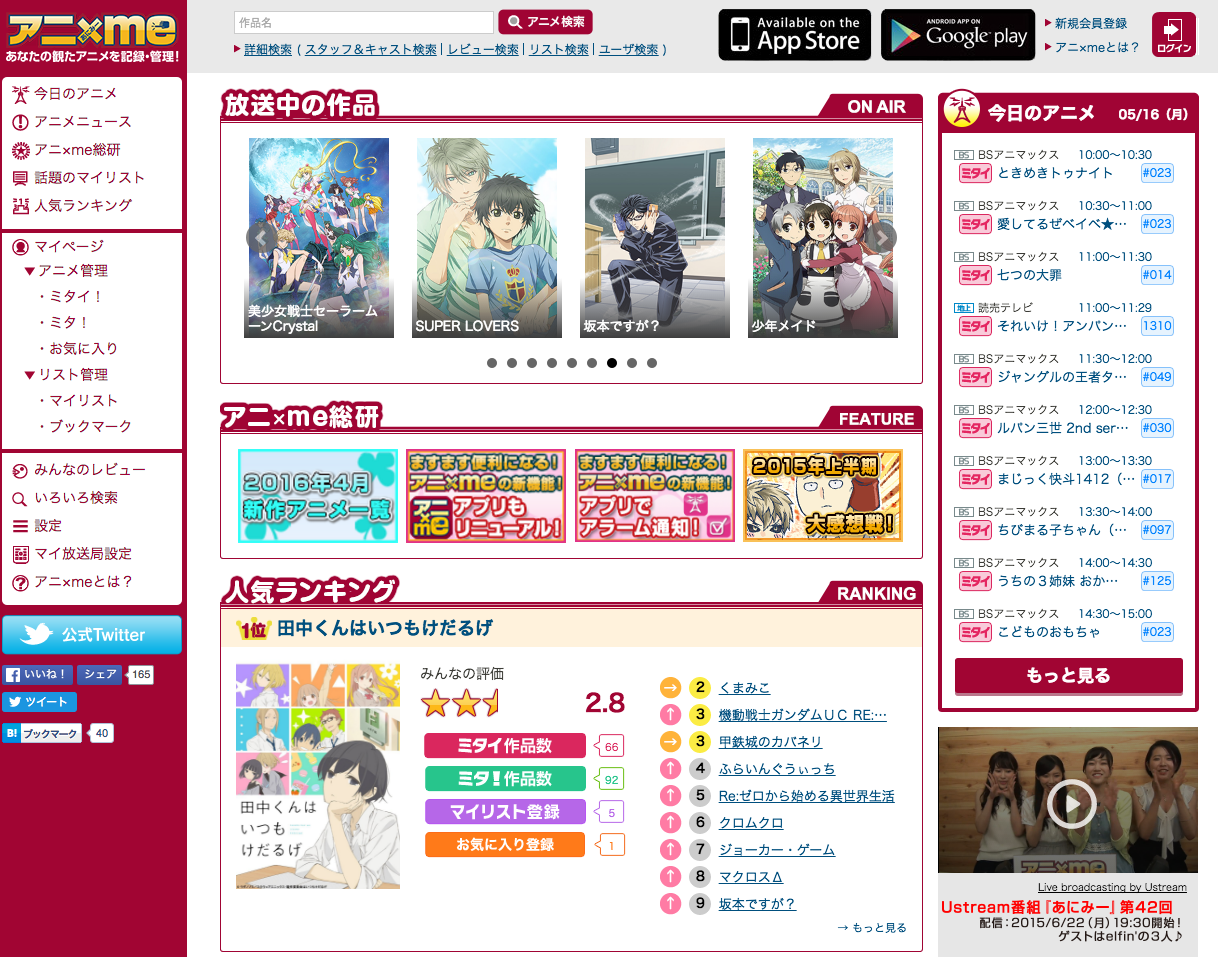 アニ×me
あなたの観たアニメを記録・管理!
作品名
アニメ検索
詳細検索 ( スタッフ＆キャスト検索 | レビュー検索 | リスト検索 | ユーザ検索 )
Available on the
App Store
ANDROID APP ON
Google play
新規会員登録
アニ×meとは？
ログイン
今日のアニメ
アニメニュース
アニ×me総研
話題のマイリスト
人気ランキング
マイページ
▼アニメ管理
・ミタイ！
・ミタ！
・お気に入り
▼リスト管理
・マイリスト
・ブックマーク
みんなのレビュー
いろいろ検索
設定
マイ放送局設定
アニ×meとは？
公式Twitter
いいね！ シェア 165
ツイート
B! ブックマーク 40
放送中の作品
ON AIR
美少女戦士セーラームーンCrystal
SUPER LOVERS
坂本ですが？
少年メイド
アニ×me総研
FEATURE
2016年4月
新作アニメ一覧
ますます便利になる!
アニ×meの新機能!
アニ×me
アプリも
リニューアル!
ますます便利になる!
アニ×meの新機能!
アプリで
アラーム通知!
2015年上半期
大感想戦!
人気ランキング
RANKING
1位 田中くんはいつもけだるげ
田中くんは
いつも
けだるげ
みんなの評価
2.8
ミタイ作品数 66
ミタ!作品数 92
マイリスト登録 5
お気に入り登録 1
→ 2 くまみこ
↑ 3 機動戦士ガンダムＵＣ RE:…
→ 3 甲鉄城のカバネリ
↑ 4 ふらいんぐうぃっち
↑ 5 Re:ゼロから始める異世界生活
↑ 6 クロムクロ
↑ 7 ジョーカー・ゲーム
↑ 8 マクロスΔ
↑ 9 坂本ですが？
→ もっと見る
今日のアニメ 05/16（月）
BS BSアニマックス 10:00〜10:30
ミタイ ときめきトゥナイト #023
BS BSアニマックス 10:30〜11:00
ミタイ 愛してるぜベイベ★… #023
BS BSアニマックス 11:00〜11:30
ミタイ 七つの大罪 #014
地上 読売テレビ 11:00〜11:29
ミタイ それいけ！アンパン… 1310
BS BSアニマックス 11:30〜12:00
ミタイ ジャングルの王者タ… #049
BS BSアニマックス 12:00〜12:30
ミタイ ルパン三世 2nd ser… #030
BS BSアニマックス 13:00〜13:30
ミタイ まじっく快斗1412（… #017
BS BSアニマックス 13:30〜14:00
ミタイ ちびまる子ちゃん（… #097
BS BSアニマックス 14:00〜14:30
ミタイ うちの３姉妹 おか… #125
BS BSアニマックス 14:30〜15:00
ミタイ こどものおもちゃ #023
もっと見る
アニ×me
Live broadcasting by Ustream
Ustream番組『あにみー』第42回
配信：2015/6/22（月）19:30開始！
ゲストはelfin'の３人♪